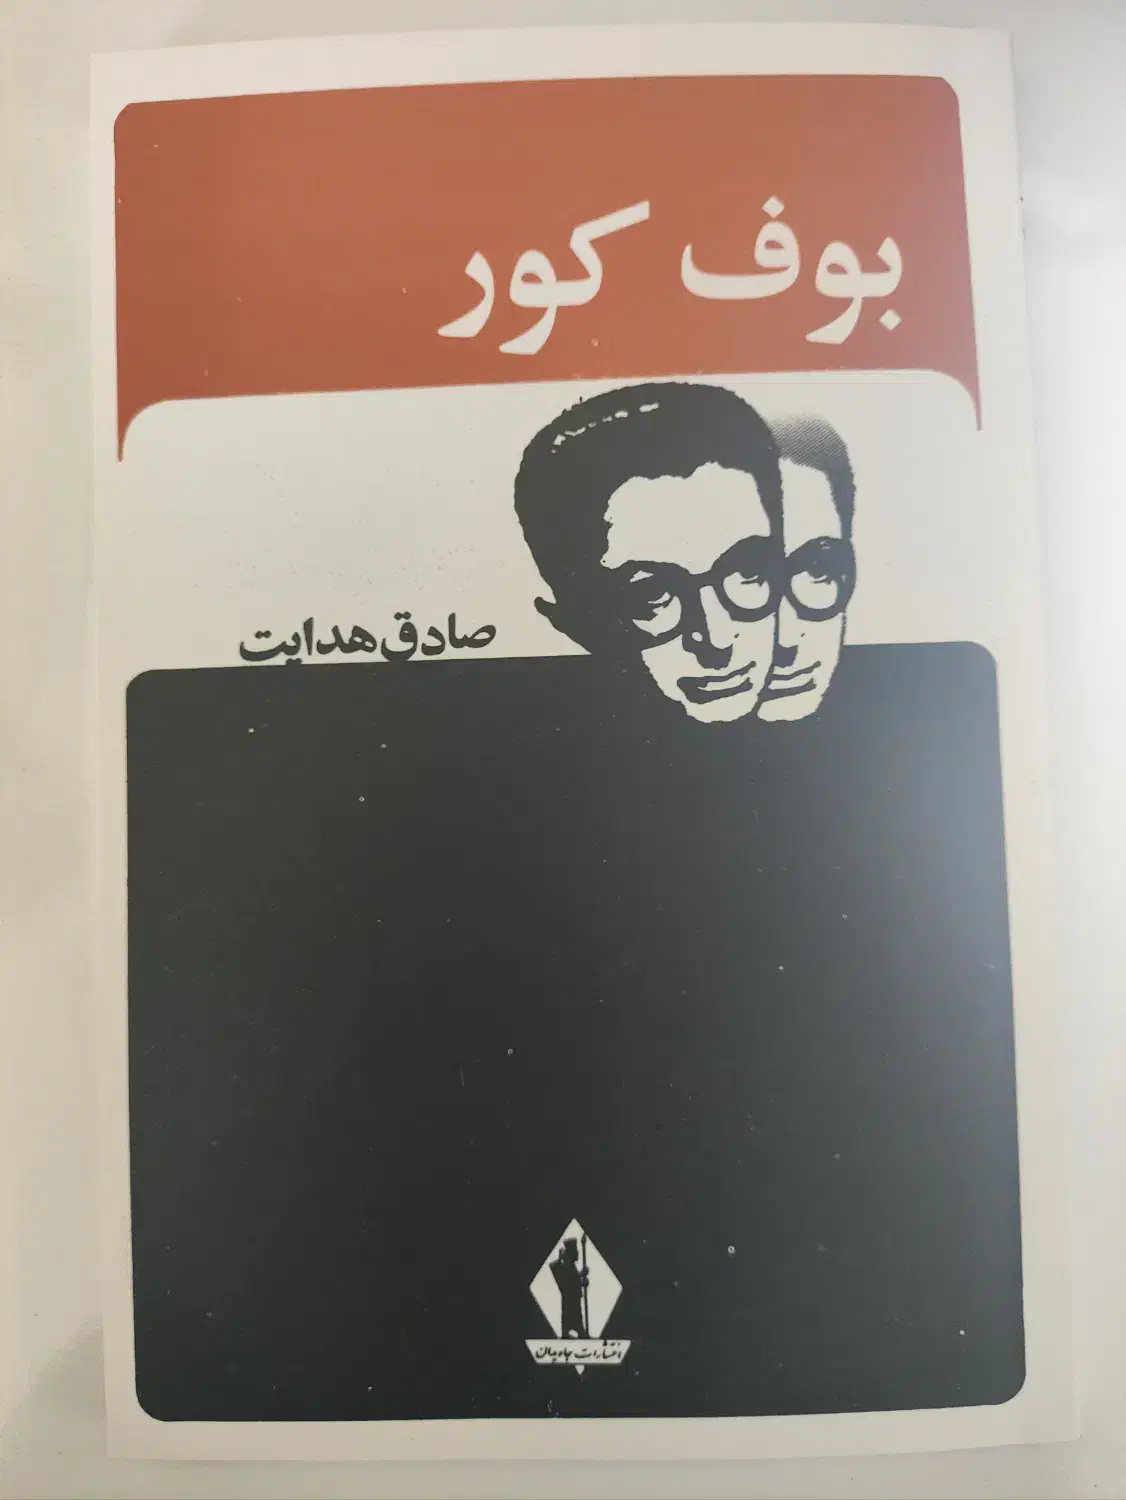 بوف کور
صادق هدایت
انتشارات جاویدان